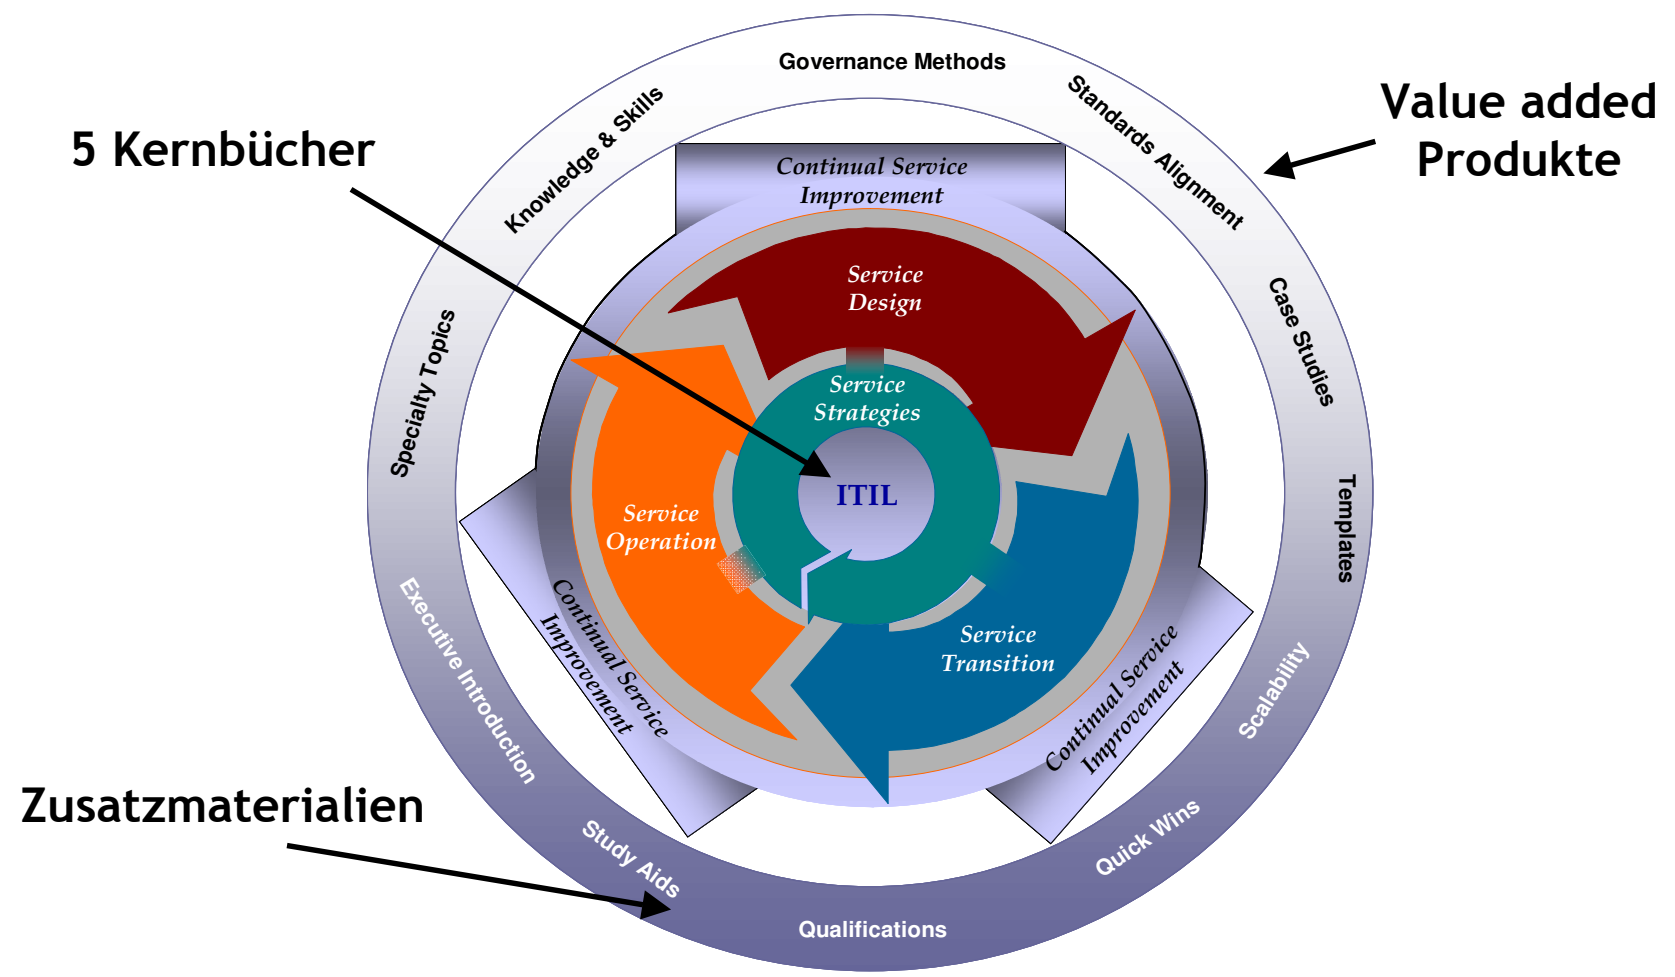 Governance Methods
Standards Alignment
Case Studies
Templates
Scalability
Quick Wins
Qualifications
Study Aids
Executive Introduction
Specialty Topics
Knowledge & Skills
5 Kernbücher
Value added
Produkte
Zusatzmaterialien
Continual Service
Improvement
Service
Design
Service
Strategies
ITIL
Service
Operation
Service
Transition
Continual Service
Improvement
Continual Service
Improvement